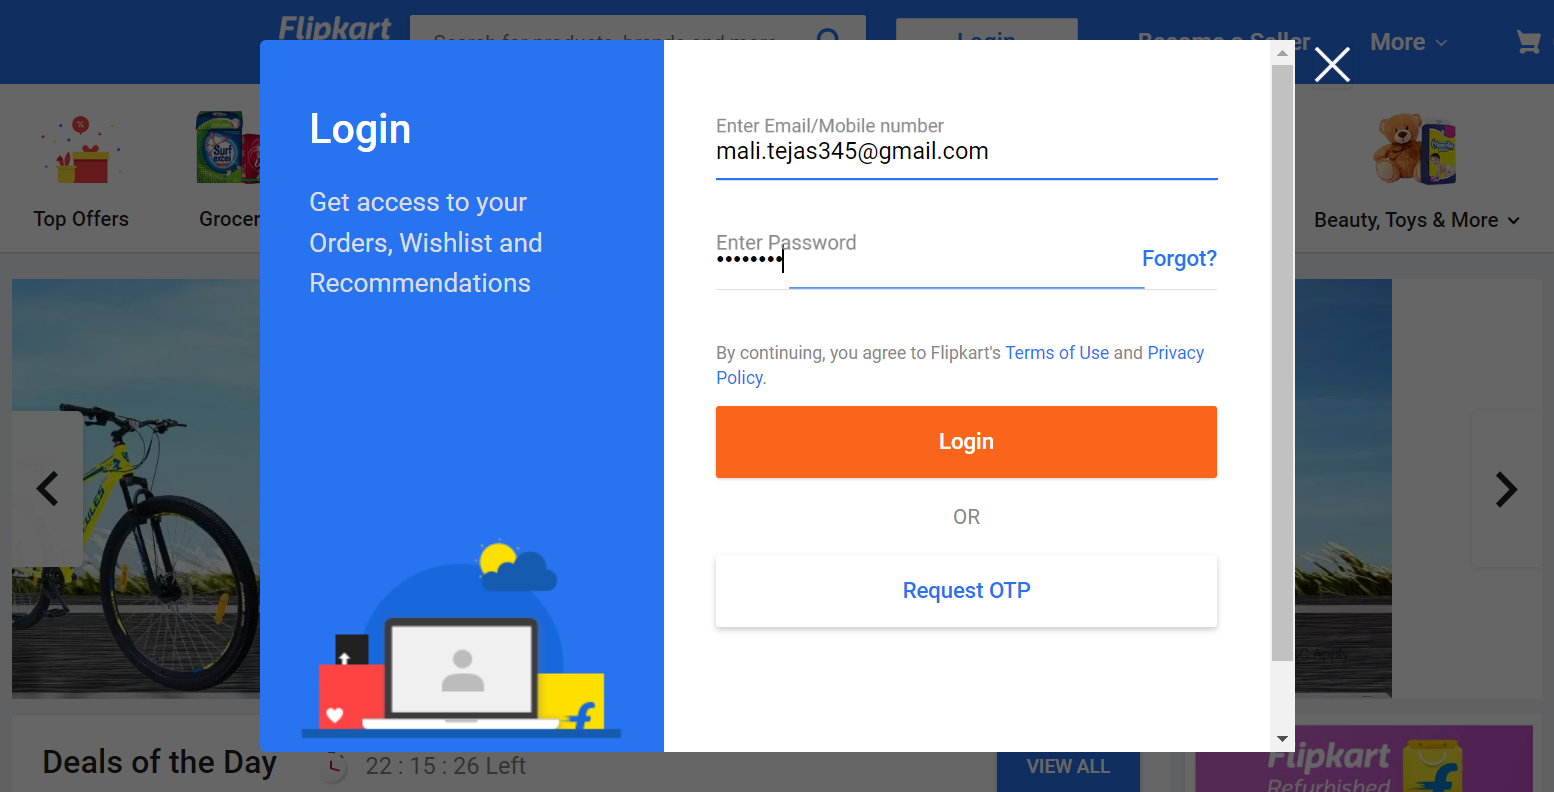 Flipkart
Search for products, brands and more
Login
Become a Seller
More
Top Offers
Surf
excel
Beauty, Toys & More
Login
Get access to your
Orders, Wishlist and
Recommendations
Enter Email/Mobile number
mali.tejas345@gmail.com
Enter Password
••••••••
Forgot?
By continuing, you agree to Flipkart's Terms of Use and Privacy
Policy.
Login
OR
Request OTP
Apply
Deals of the Day
22 : 15 : 26 Left
VIEW ALL
Flipkart
Refurbished